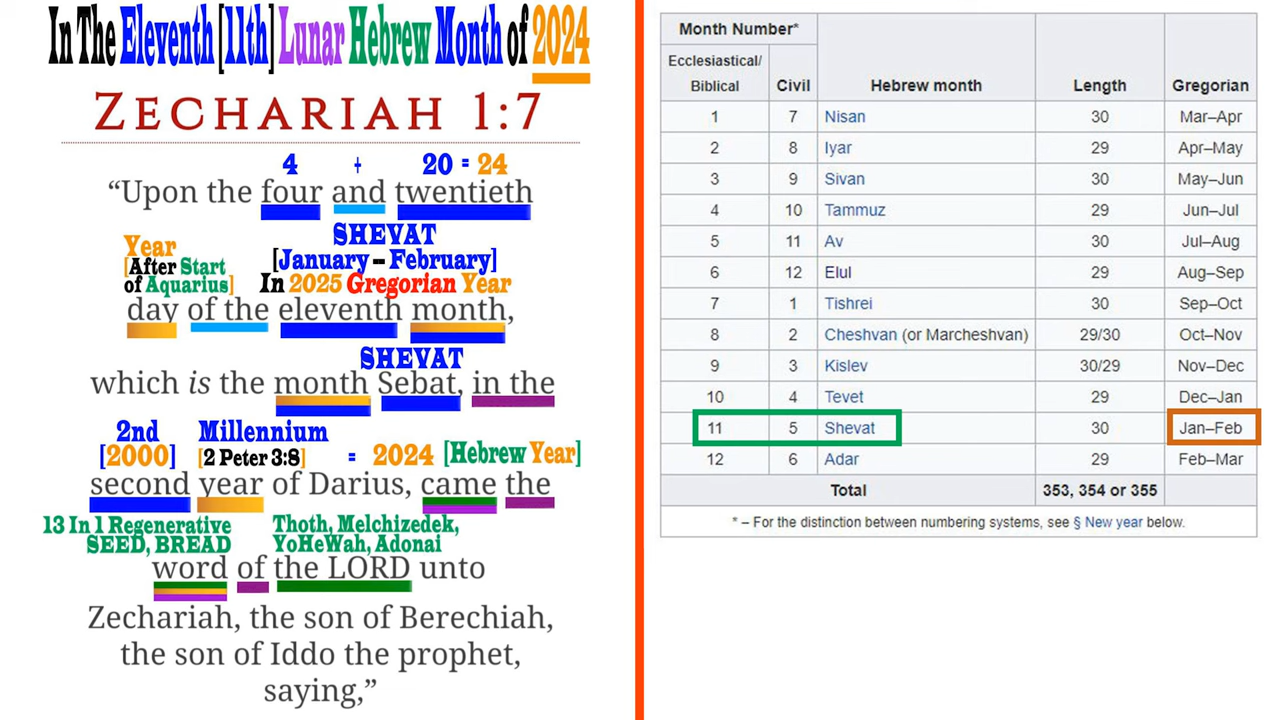 In The Eleventh [11th] Lunar Hebrew Month of 2024
ZECHARIAH 1:7
4 + 20 = 24
“Upon the four and twentieth
SHEVAT
Year [January – February]
[After Start
of Aquarius] In 2025 Gregorian Year
day of the eleventh month,
SHEVAT
which is the month Sebat, in the
2nd Millennium
[2000] [2 Peter 3:8] = 2024 [Hebrew Year]
second year of Darius, came the
13 In 1 Regenerative Thoth, Melchizedek,
SEED, BREAD YoHeWah, Adonai
word of the LORD unto
Zechariah, the son of Berechiah,
the son of Iddo the prophet,
saying,”
Month Number*
Ecclesiastical/
Biblical Civil Hebrew month Length Gregorian
1 7 Nisan 30 Mar–Apr
2 8 Iyar 29 Apr–May
3 9 Sivan 30 May–Jun
4 10 Tammuz 29 Jun–Jul
5 11 Av 30 Jul–Aug
6 12 Elul 29 Aug–Sep
7 1 Tishrei 30 Sep–Oct
8 2 Cheshvan (or Marcheshvan) 29/30 Oct–Nov
9 3 Kislev 30/29 Nov–Dec
10 4 Tevet 29 Dec–Jan
11 5 Shevat 30 Jan–Feb
12 6 Adar 29 Feb–Mar
Total 353, 354 or 355
* – For the distinction between numbering systems, see § New year below.